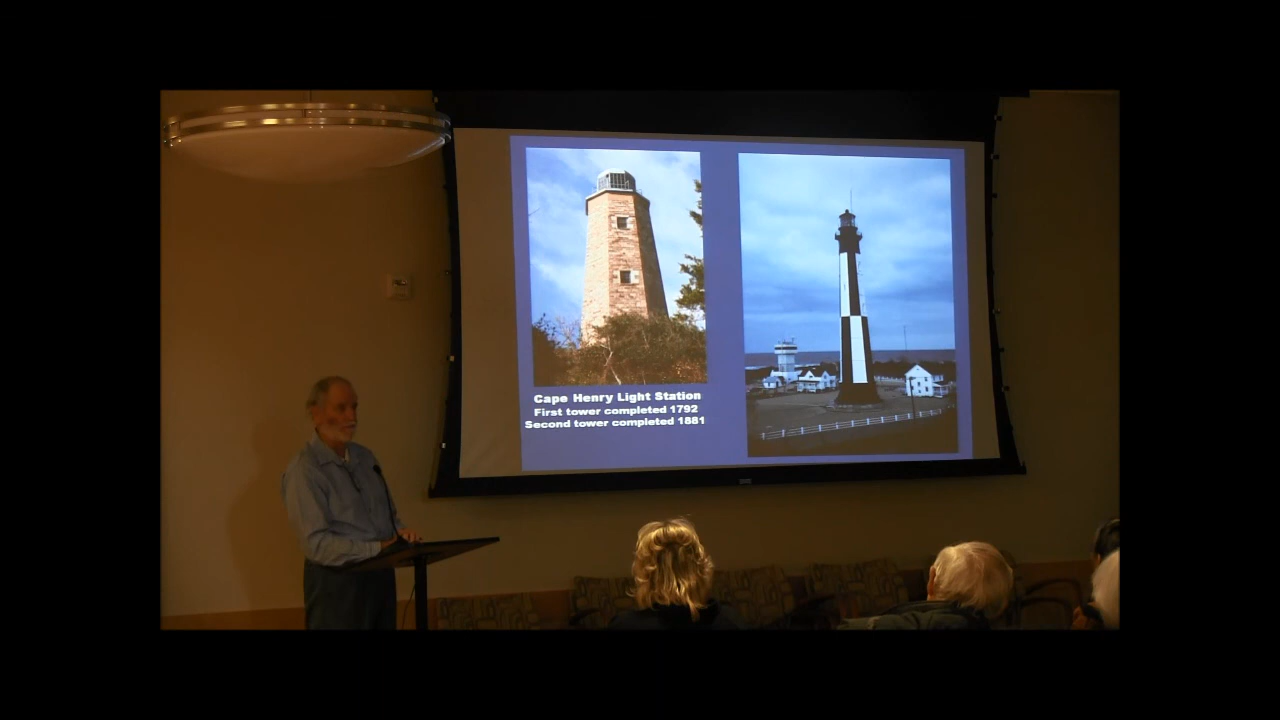 Cape Henry Light Station
First tower completed 1792
Second tower completed 1881